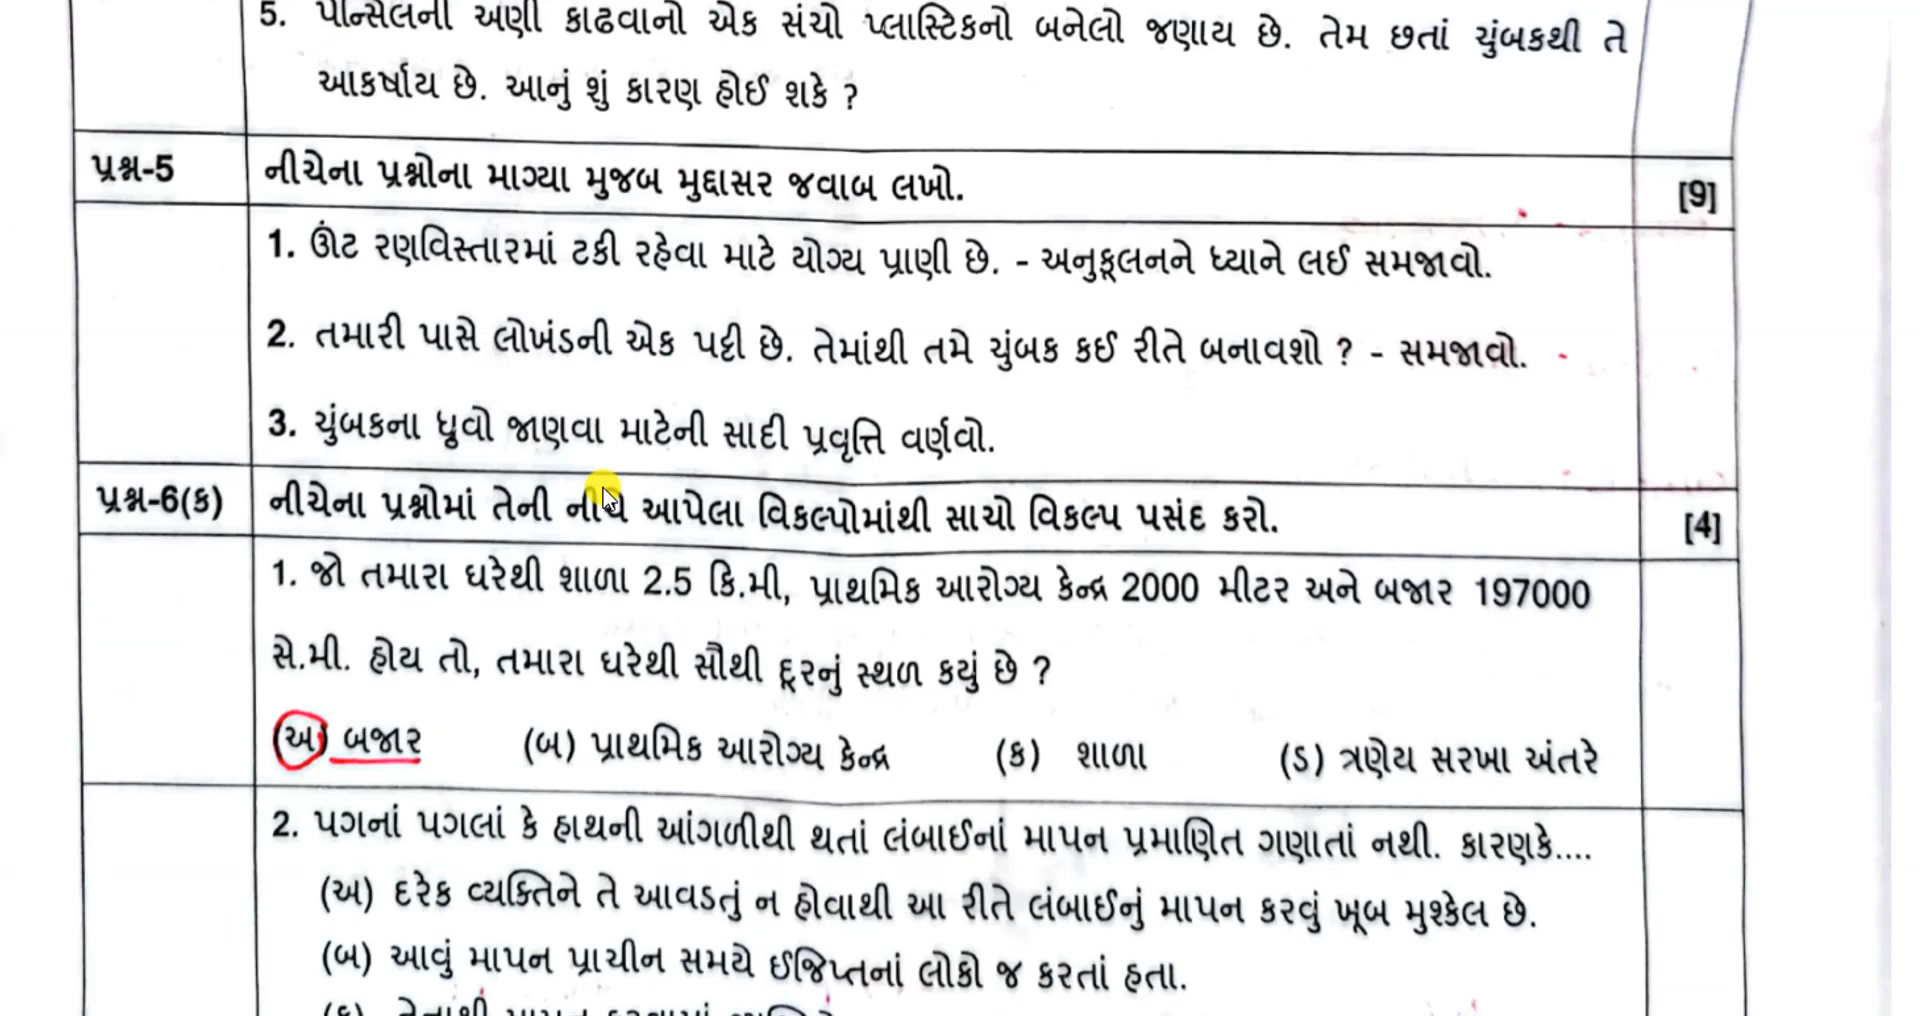 5. પેન્સિલની અણી કાઢવાનો એક સંચો પ્લાસ્ટિકનો બનેલો જણાય છે. તેમ છતાં ચુંબકથી તે
આકર્ષાય છે. આનું શું કારણ હોઈ શકે ?
પ્રશ્ન-5 નીચેના પ્રશ્નોના માગ્યા મુજબ મુદ્દાસર જવાબ લખો. [9]
1. ઊંટ રણવિસ્તારમાં ટકી રહેવા માટે યોગ્ય પ્રાણી છે. - અનુકૂલનને ધ્યાને લઈ સમજાવો.
2. તમારી પાસે લોખંડની એક પટ્ટી છે. તેમાંથી તમે ચુંબક કઈ રીતે બનાવશો ? - સમજાવો.
3. ચુંબકના ધ્રુવો જાણવા માટેની સાદી પ્રવૃત્તિ વર્ણવો.
પ્રશ્ન-6(ક) નીચેના પ્રશ્નોમાં તેની નીચે આપેલા વિકલ્પોમાંથી સાચો વિકલ્પ પસંદ કરો. [4]
1. જો તમારા ઘરેથી શાળા 2.5 કિ.મી, પ્રાથમિક આરોગ્ય કેન્દ્ર 2000 મીટર અને બજાર 197000
સે.મી. હોય તો, તમારા ઘરેથી સૌથી દૂરનું સ્થળ કયું છે ?
(અ) બજાર (બ) પ્રાથમિક આરોગ્ય કેન્દ્ર (ક) શાળા (ડ) ત્રણેય સરખા અંતરે
2. પગનાં પગલાં કે હાથની આંગળીથી થતાં લંબાઈનાં માપન પ્રમાણિત ગણાતાં નથી. કારણકે....
(અ) દરેક વ્યક્તિને તે આવડતું ન હોવાથી આ રીતે લંબાઈનું માપન કરવું ખૂબ મુશ્કેલ છે.
(બ) આવું માપન પ્રાચીન સમયે ઈજિપ્તનાં લોકો જ કરતાં હતા.